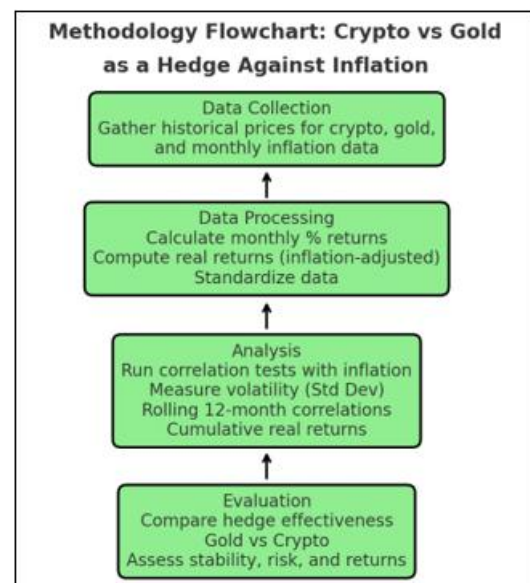 Methodology Flowchart: Crypto vs Gold
as a Hedge Against Inflation
Data Collection
Gather historical prices for crypto, gold,
and monthly inflation data
Data Processing
Calculate monthly % returns
Compute real returns (inflation-adjusted)
Standardize data
Analysis
Run correlation tests with inflation
Measure volatility (Std Dev)
Rolling 12-month correlations
Cumulative real returns
Evaluation
Compare hedge effectiveness
Gold vs Crypto
Assess stability, risk, and returns